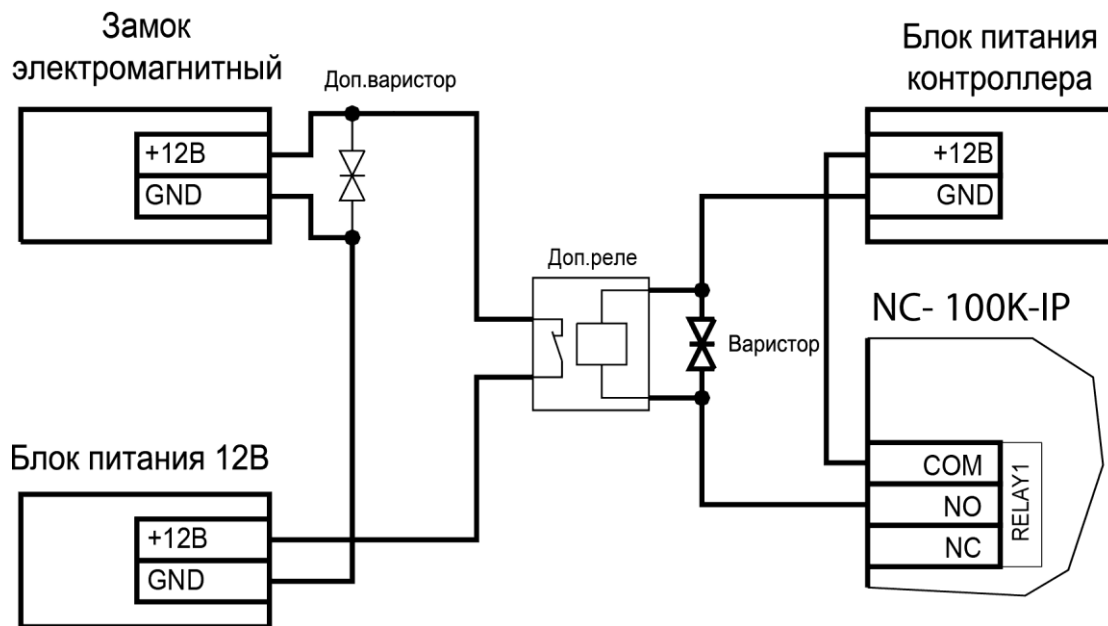 Замок
электромагнитный
+12В
GND
Доп.варистор
Блок питания
контроллера
+12В
GND
Доп.реле
Варистор
NC- 100K-IP
COM
NO
NC
RELAY1
Блок питания 12В
+12В
GND